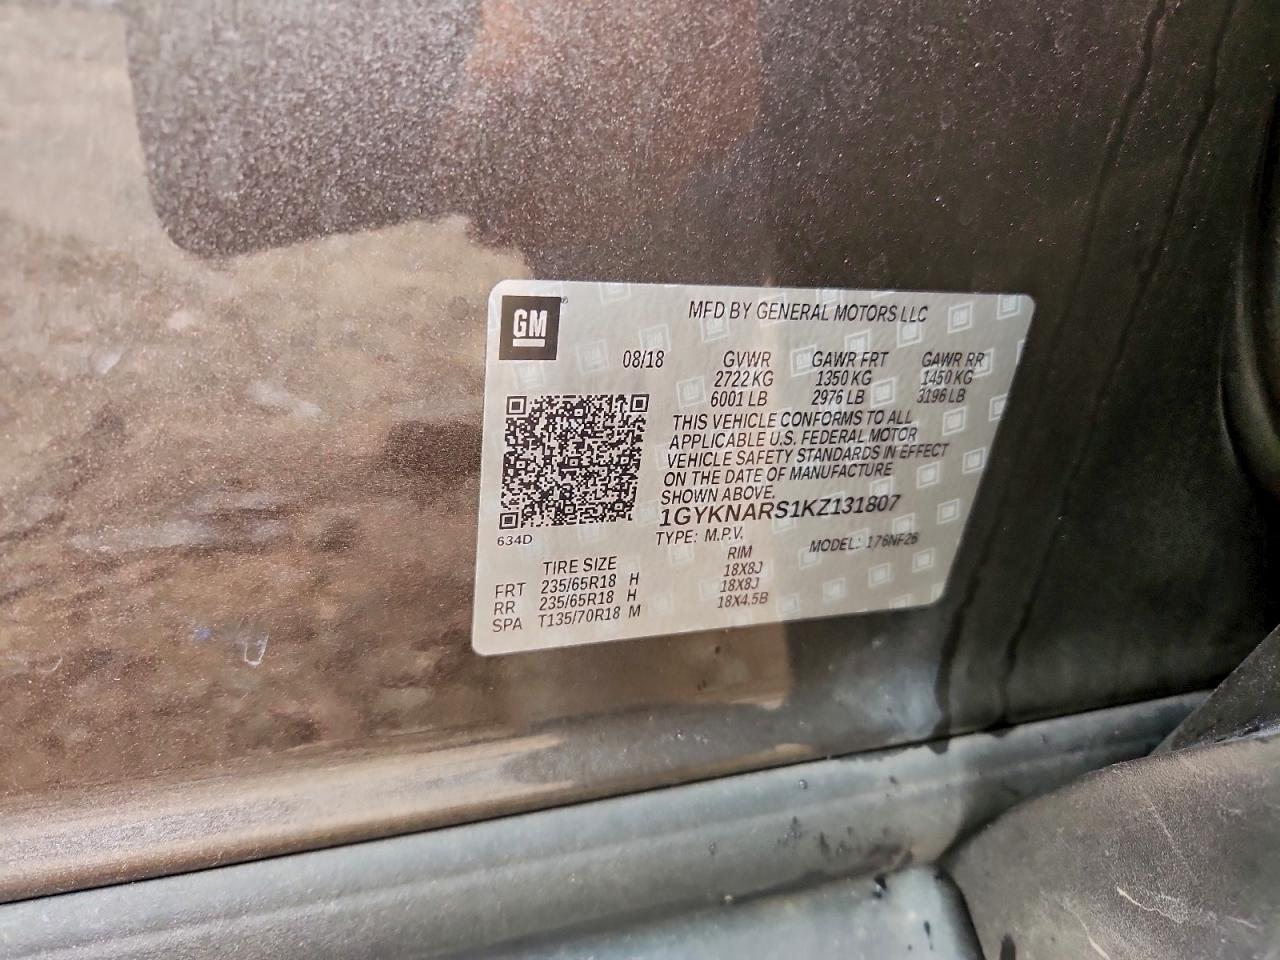 GM ®
MFD BY GENERAL MOTORS LLC
08/18 GVWR GAWR FRT GAWR RR
2722 KG 1350 KG 1450 KG
6001 LB 2976 LB 3196 LB
THIS VEHICLE CONFORMS TO ALL
APPLICABLE U.S. FEDERAL MOTOR
VEHICLE SAFETY STANDARDS IN EFFECT
ON THE DATE OF MANUFACTURE
SHOWN ABOVE.
1GYKNARS1KZ131807
634D
TYPE: M.P.V. MODEL: 176NF26
TIRE SIZE RIM
FRT 235/65R18 H 18X8J
RR 235/65R18 H 18X8J
SPA T135/70R18 M 18X4.5B